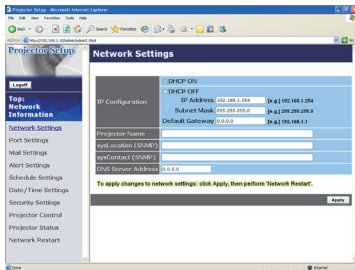 Projector Setup - Microsoft Internet Explorer
File Edit View Favorites Tools Help
Back Search Favorites
Projector Setup
Logoff
Top:
Network
Information
Network Settings
Port Settings
Mail Settings
Alert Settings
Schedule Settings
Date/Time Settings
Security Settings
Projector Control
Projector Status
Network Restart
Network Settings
IP Configuration
DHCP ON
DHCP OFF
IP Address 192.168.1.254 [e.g.] 192.168.1.254
Subnet Mask 255.255.255.0 [e.g.] 255.255.255.0
Default Gateway 0.0.0.0 [e.g.] 192.168.1.1
Projector Name
sysLocation (SNMP)
sysContact (SNMP)
DNS Server Address 0.0.0.0
To apply changes to network settings: click Apply, then perform 'Network Restart'.
Apply
Done Internet